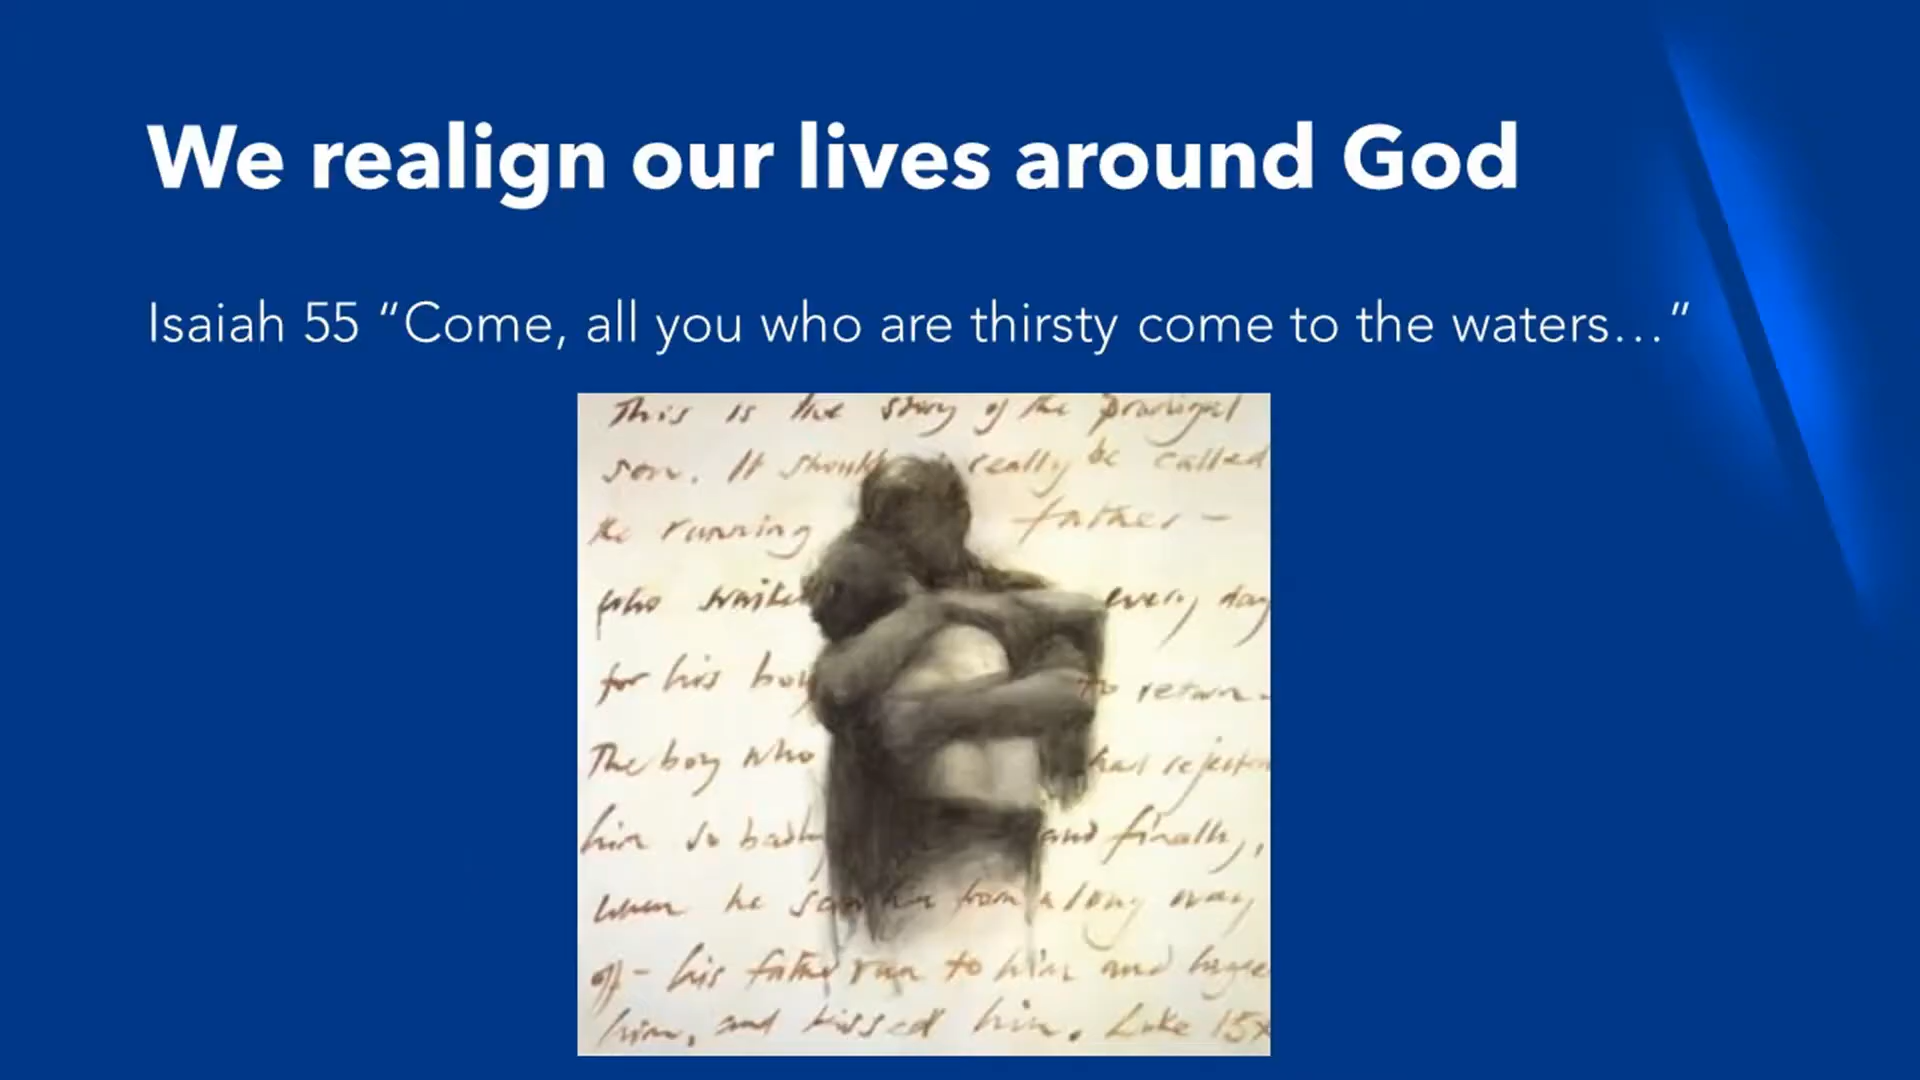 We realign our lives around God
Isaiah 55 “Come, all you who are thirsty come to the waters…”
This is the story of the prodigal
son. It should really be called
the running father -
who waited every day
for his boy to return -
The boy who had rejected
him so badly and finally,
when he saw him from a long way
off - his father run to him and
him, and kissed him. Luke 15